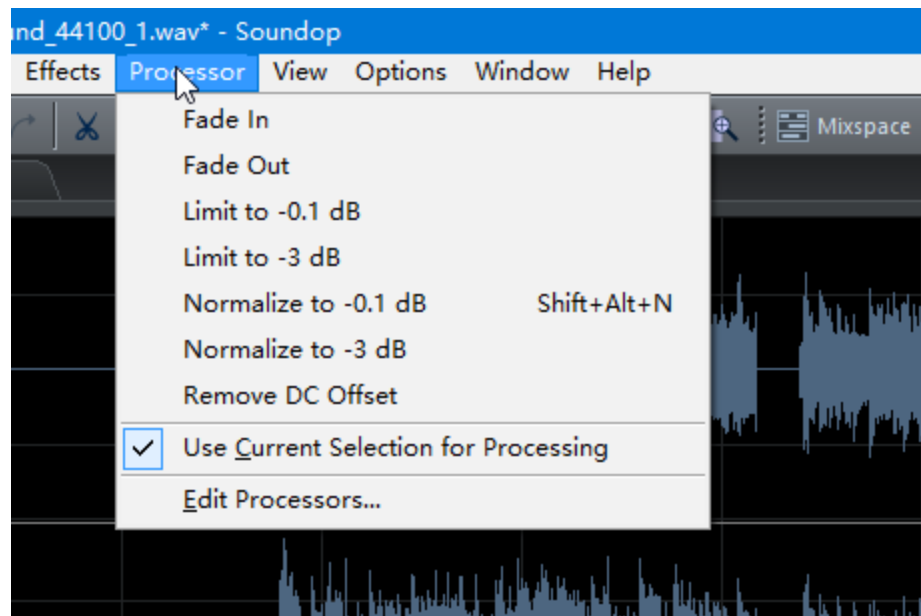 und_44100_1.wav* - Soundop
Effects Processor View Options Window Help
Mixspace
Fade In
Fade Out
Limit to -0.1 dB
Limit to -3 dB
Normalize to -0.1 dB Shift+Alt+N
Normalize to -3 dB
Remove DC Offset
Use Current Selection for Processing
Edit Processors...